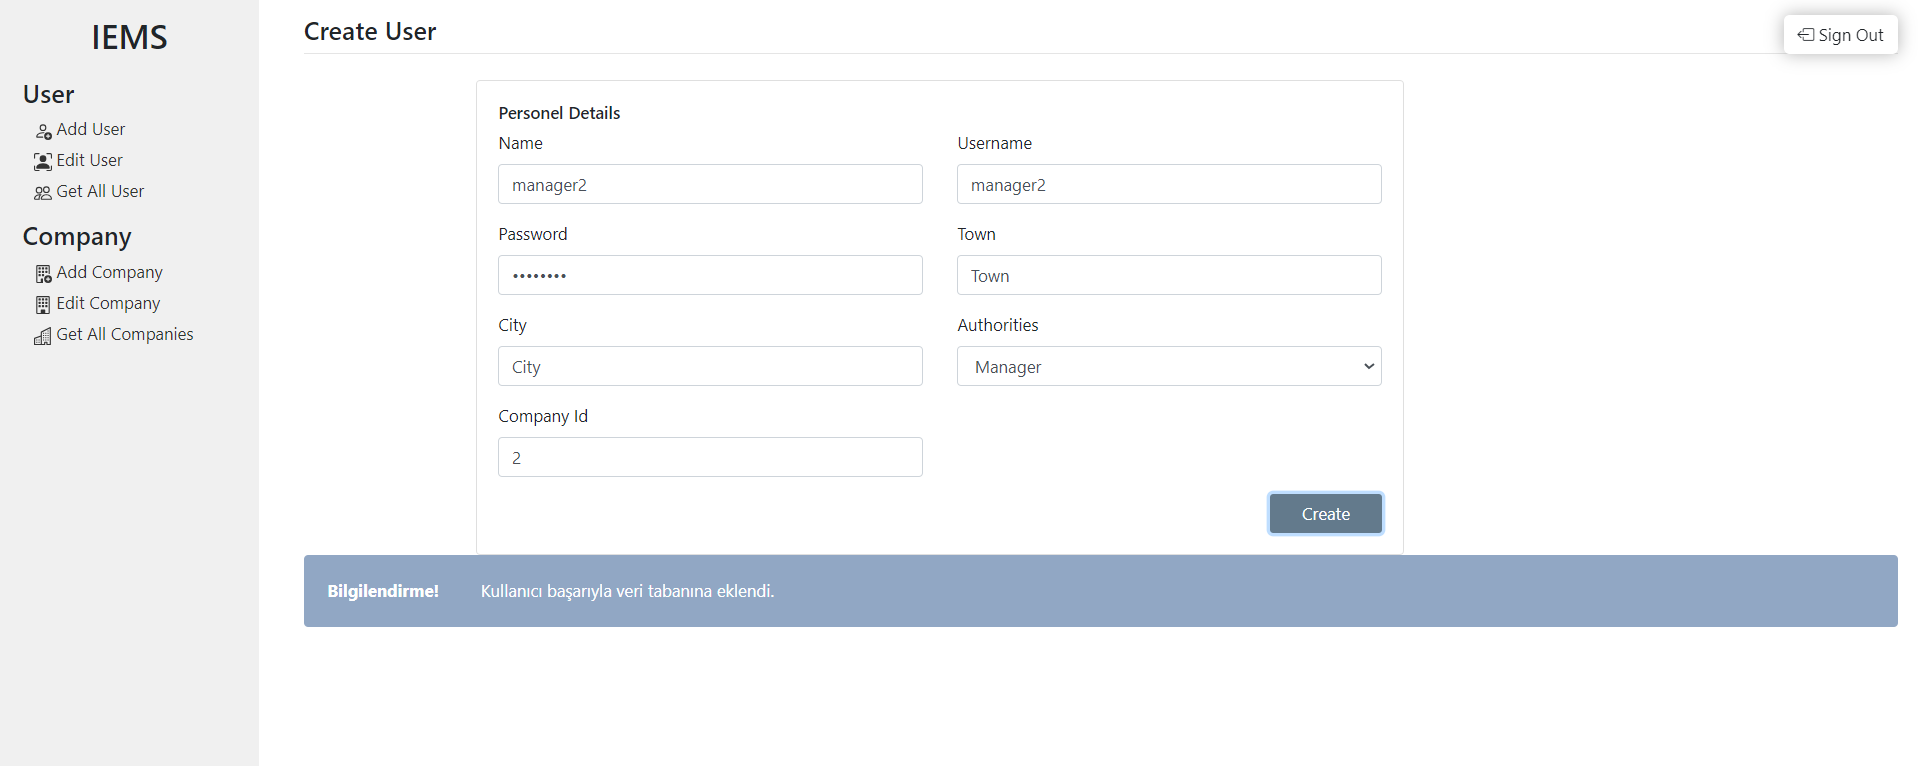 IEMS
User
Add User
Edit User
Get All User
Company
Add Company
Edit Company
Get All Companies
Create User
Sign Out
Personel Details
Name
Username
manager2
manager2
Password
Town
••••••••
Town
City
Authorities
City
Manager
Company Id
2
Create
Bilgilendirme! Kullanıcı başarıyla veri tabanına eklendi.